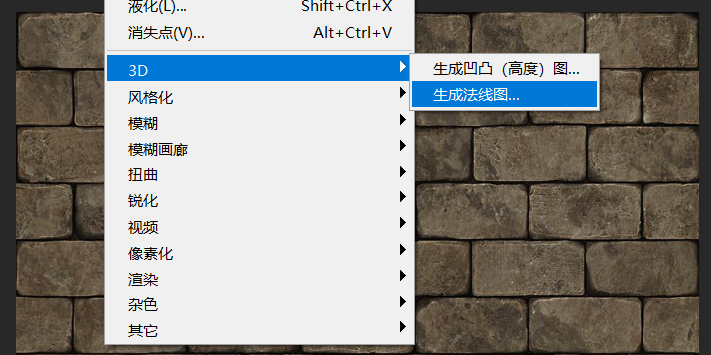 液化(L)... Shift+Ctrl+X
消失点(V)... Alt+Ctrl+V
3D
生成凹凸（高度）图...
生成法线图...
风格化
模糊
模糊画廊
扭曲
锐化
视频
像素化
渲染
杂色
其它